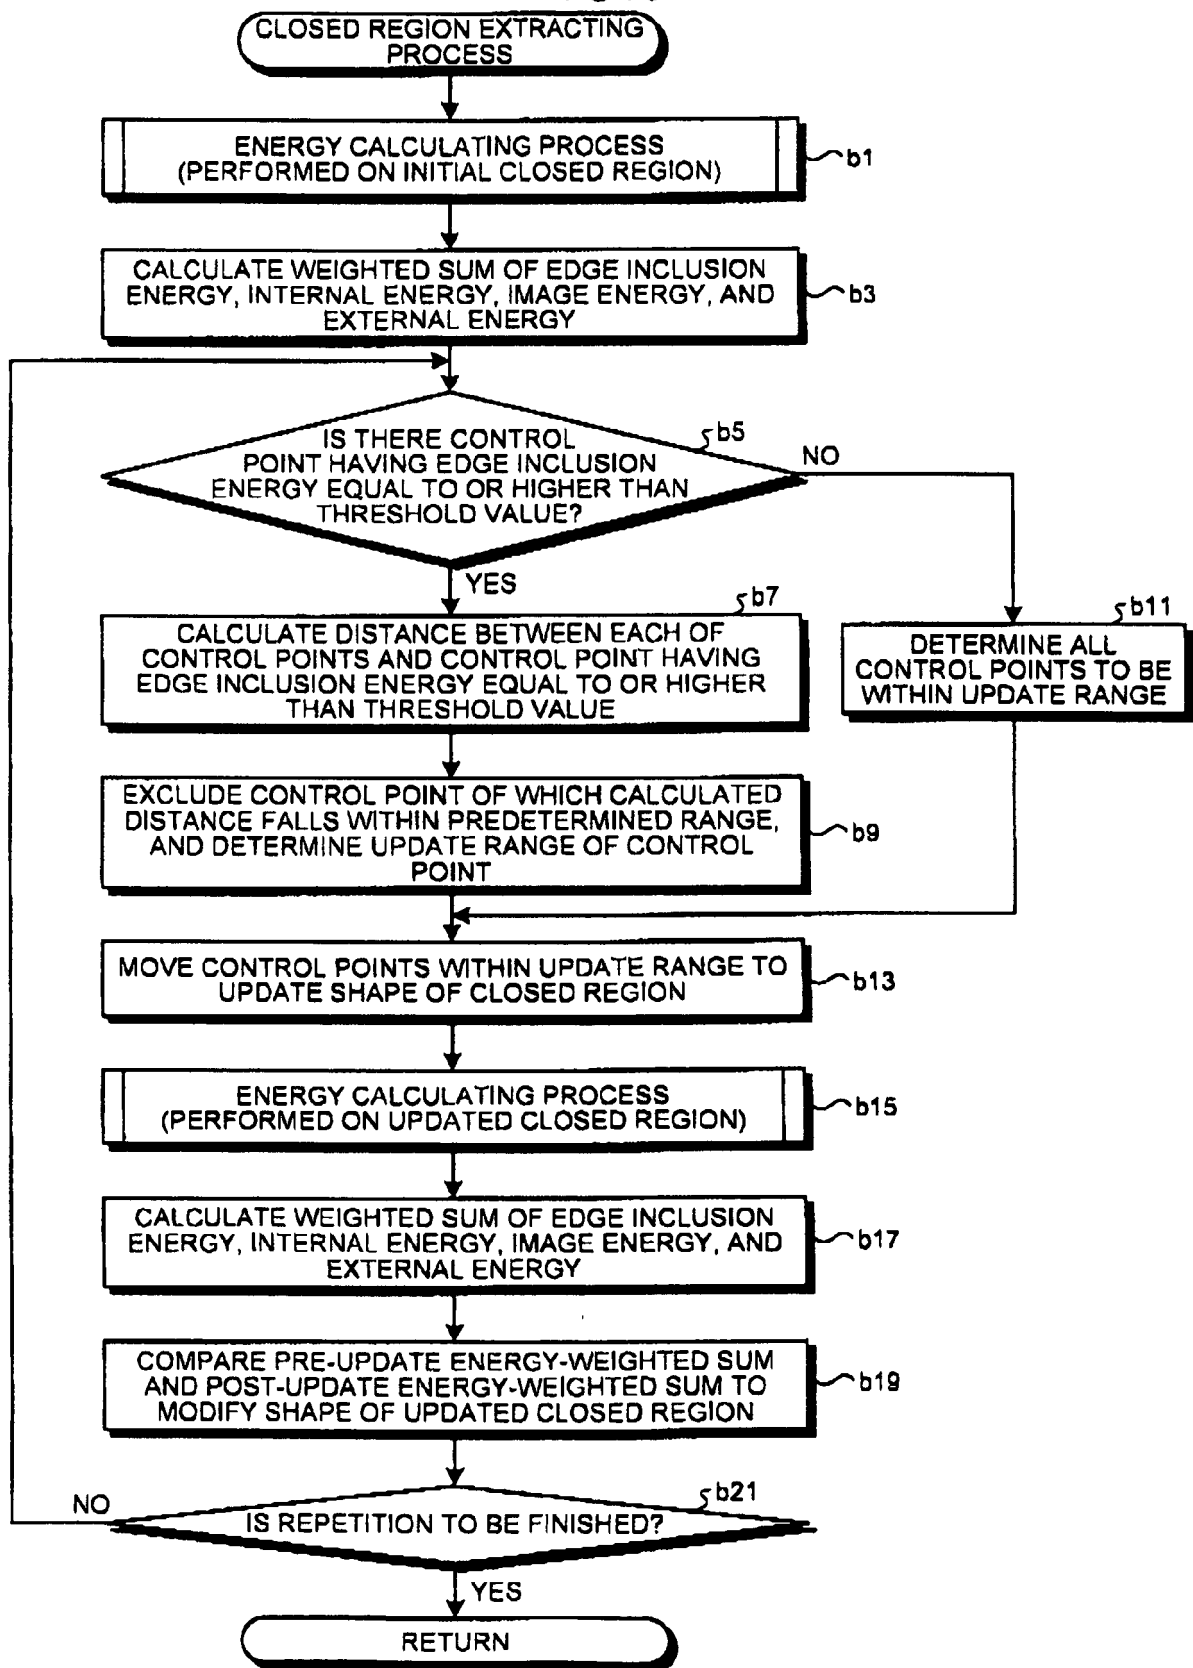 CLOSED REGION EXTRACTING
PROCESS
ENERGY CALCULATING PROCESS
(PERFORMED ON INITIAL CLOSED REGION)
b1
CALCULATE WEIGHTED SUM OF EDGE INCLUSION
ENERGY, INTERNAL ENERGY, IMAGE ENERGY, AND
EXTERNAL ENERGY
b3
b5
IS THERE CONTROL
POINT HAVING EDGE INCLUSION
ENERGY EQUAL TO OR HIGHER THAN
THRESHOLD VALUE?
NO
YES
b7
CALCULATE DISTANCE BETWEEN EACH OF
CONTROL POINTS AND CONTROL POINT HAVING
EDGE INCLUSION ENERGY EQUAL TO OR HIGHER
THAN THRESHOLD VALUE
b11
DETERMINE ALL
CONTROL POINTS TO BE
WITHIN UPDATE RANGE
EXCLUDE CONTROL POINT OF WHICH CALCULATED
DISTANCE FALLS WITHIN PREDETERMINED RANGE,
AND DETERMINE UPDATE RANGE OF CONTROL
POINT
b9
MOVE CONTROL POINTS WITHIN UPDATE RANGE TO
UPDATE SHAPE OF CLOSED REGION
b13
ENERGY CALCULATING PROCESS
(PERFORMED ON UPDATED CLOSED REGION)
b15
CALCULATE WEIGHTED SUM OF EDGE INCLUSION
ENERGY, INTERNAL ENERGY, IMAGE ENERGY, AND
EXTERNAL ENERGY
b17
COMPARE PRE-UPDATE ENERGY-WEIGHTED SUM
AND POST-UPDATE ENERGY-WEIGHTED SUM TO
MODIFY SHAPE OF UPDATED CLOSED REGION
b19
b21
NO
IS REPETITION TO BE FINISHED?
YES
RETURN